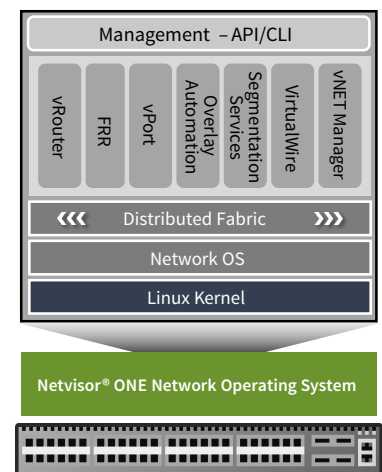 Management – API/CLI
vRouter
FRR
vPort
Overlay
Automation
Segmentation
Services
VirtualWire
vNET Manager
Distributed Fabric
Network OS
Linux Kernel
Netvisor® ONE Network Operating System